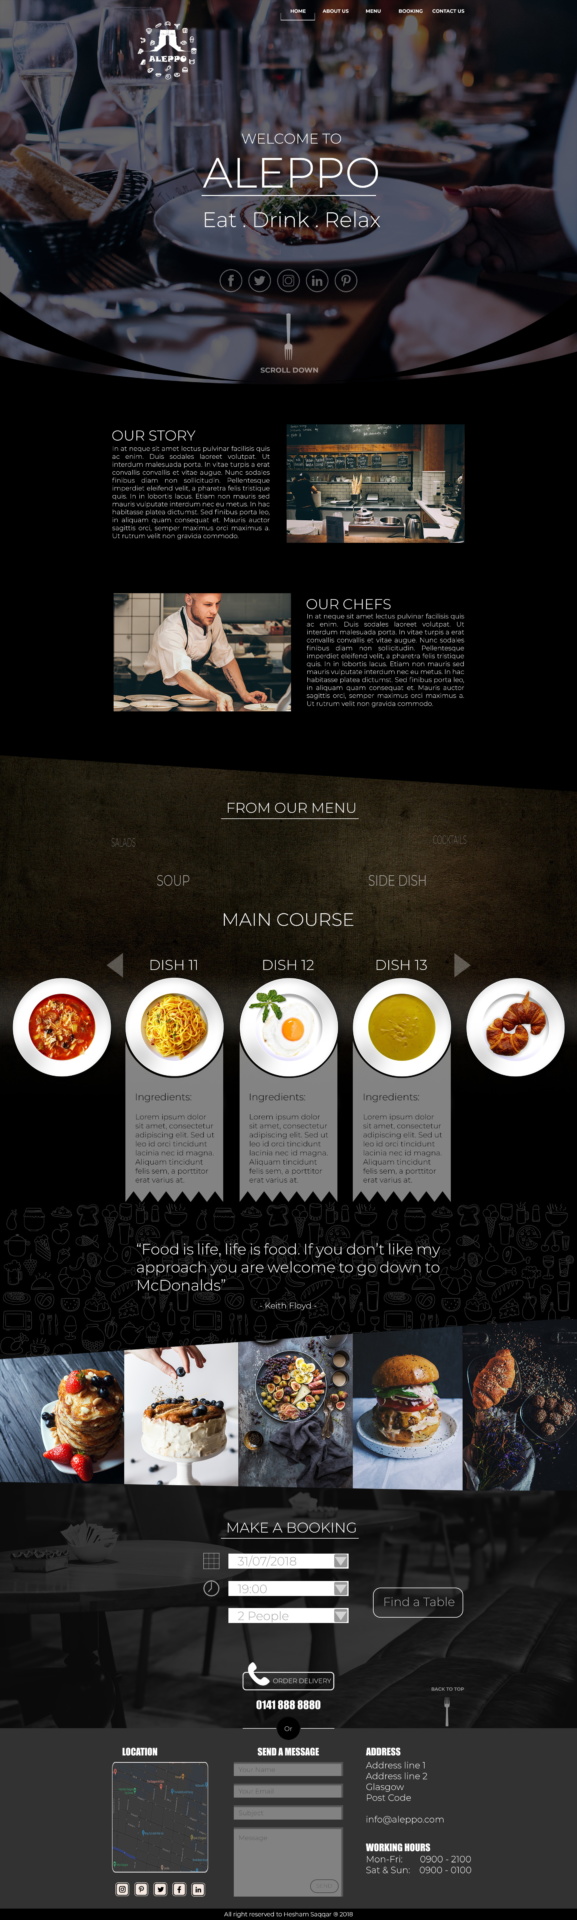 HOME ABOUT US MENU BOOKING CONTACT US
ALEPPO
WELCOME TO
ALEPPO
Eat . Drink . Relax
SCROLL DOWN
OUR STORY
In at neque sit amet lectus pulvinar facilisis quis
ac enim. Duis sodales laoreet volutpat. Ut
interdum malesuada porta. In vitae turpis a erat
convallis convallis et vitae augue. Nunc sodales
finibus diam non sollicitudin. Pellentesque
imperdiet eleifend velit, a pharetra felis tristique
quis. In in lobortis lacus. Etiam non mauris sed
mauris vulputate interdum nec eu metus. In hac
habitasse platea dictumst. Sed finibus porta leo,
in aliquam quam consequat et. Mauris auctor
sagittis orci, semper maximus orci maximus a.
Ut rutrum velit non gravida commodo.
OUR CHEFS
In at neque sit amet lectus pulvinar facilisis quis
ac enim. Duis sodales laoreet volutpat. Ut
interdum malesuada porta. In vitae turpis a erat
convallis convallis et vitae augue. Nunc sodales
finibus diam non sollicitudin. Pellentesque
imperdiet eleifend velit, a pharetra felis tristique
quis. In in lobortis lacus. Etiam non mauris sed
mauris vulputate interdum nec eu metus. In hac
habitasse platea dictumst. Sed finibus porta leo,
in aliquam quam consequat et. Mauris auctor
sagittis orci, semper maximus orci maximus a.
Ut rutrum velit non gravida commodo.
FROM OUR MENU
SALADS COCKTAILS
SOUP SIDE DISH
MAIN COURSE
DISH 11 DISH 12 DISH 13
Ingredients:
Lorem ipsum dolor
sit amet, consectetur
adipiscing elit. Sed ut
leo id orci tincidunt
lacinia nec id magna.
Aliquam tincidunt
felis sem, a porttitor
erat varius at.
Ingredients:
Lorem ipsum dolor
sit amet, consectetur
adipiscing elit. Sed ut
leo id orci tincidunt
lacinia nec id magna.
Aliquam tincidunt
felis sem, a porttitor
erat varius at.
Ingredients:
Lorem ipsum dolor
sit amet, consectetur
adipiscing elit. Sed ut
leo id orci tincidunt
lacinia nec id magna.
Aliquam tincidunt
felis sem, a porttitor
erat varius at.
“Food is life, life is food. If you don’t like my
approach you are welcome to go down to
McDonalds”
- Keith Floyd -
MAKE A BOOKING
31/07/2018
19:00
2 People
Find a Table
ORDER DELIVERY
0141 888 8880
BACK TO TOP
Or
LOCATION
SEND A MESSAGE
Your Name
Your Email
Subject
Message
SEND
ADDRESS
Address line 1
Address line 2
Glasgow
Post Code
info@aleppo.com
WORKING HOURS
Mon-Fri: 0900 - 2100
Sat & Sun: 0900 - 0100
All right reserved to Hesham Saqqar ® 2018